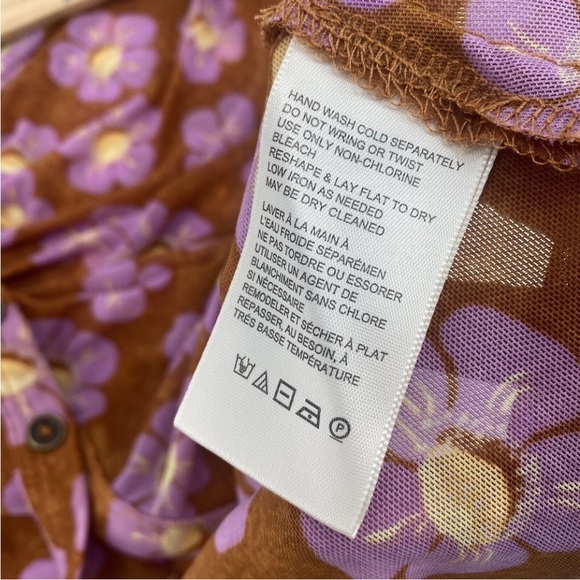 HAND WASH COLD SEPARATELY
DO NOT WRING OR TWIST
USE ONLY NON-CHLORINE
BLEACH
RESHAPE & LAY FLAT TO DRY
LOW IRON AS NEEDED
MAY BE DRY CLEANED
LAVER À LA MAIN À
L'EAU FROIDE SÉPARÉMEN
NE PAS TORDRE OU ESSORER
UTILISER UN AGENT DE
BLANCHIMENT SANS CHLORE
SI NÉCESSAIRE
REMODELER ET SÉCHER À PLAT
REPASSER, AU BESOIN, À
TRÉS BASSE TEMPÉRATURE
P